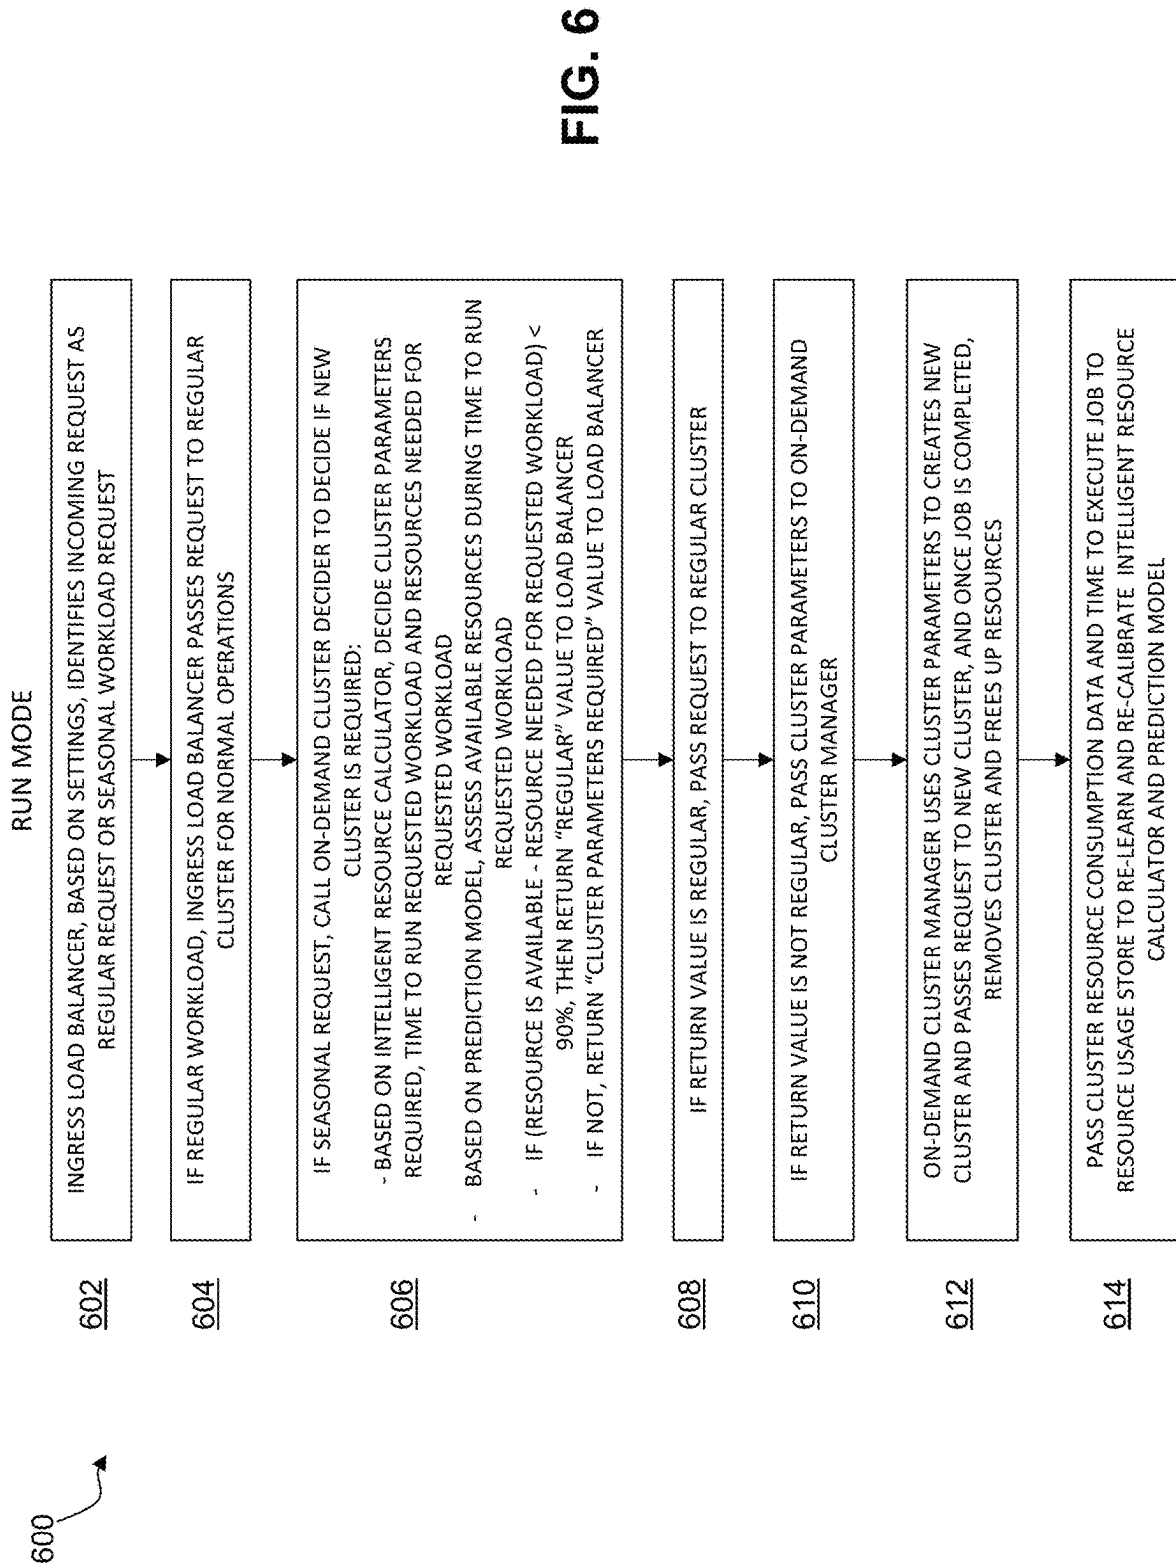 600
RUN MODE
602
INGRESS LOAD BALANCER, BASED ON SETTINGS, IDENTIFIES INCOMING REQUEST AS
REGULAR REQUEST OR SEASONAL WORKLOAD REQUEST
604
IF REGULAR WORKLOAD, INGRESS LOAD BALANCER PASSES REQUEST TO REGULAR
CLUSTER FOR NORMAL OPERATIONS
606
IF SEASONAL REQUEST, CALL ON-DEMAND CLUSTER DECIDER TO DECIDE IF NEW
CLUSTER IS REQUIRED:
- BASED ON INTELLIGENT RESOURCE CALCULATOR, DECIDE CLUSTER PARAMETERS
REQUIRED, TIME TO RUN REQUESTED WORKLOAD AND RESOURCES NEEDED FOR
REQUESTED WORKLOAD
- BASED ON PREDICTION MODEL, ASSESS AVAILABLE RESOURCES DURING TIME TO RUN
REQUESTED WORKLOAD
- IF (RESOURCE IS AVAILABLE - RESOURCE NEEDED FOR REQUESTED WORKLOAD) <
90%, THEN RETURN “REGULAR” VALUE TO LOAD BALANCER
- IF NOT, RETURN “CLUSTER PARAMETERS REQUIRED” VALUE TO LOAD BALANCER
608
IF RETURN VALUE IS REGULAR, PASS REQUEST TO REGULAR CLUSTER
610
IF RETURN VALUE IS NOT REGULAR, PASS CLUSTER PARAMETERS TO ON-DEMAND
CLUSTER MANAGER
612
ON-DEMAND CLUSTER MANAGER USES CLUSTER PARAMETERS TO CREATES NEW
CLUSTER AND PASSES REQUEST TO NEW CLUSTER, AND ONCE JOB IS COMPLETED,
REMOVES CLUSTER AND FREES UP RESOURCES
614
PASS CLUSTER RESOURCE CONSUMPTION DATA AND TIME TO EXECUTE JOB TO
RESOURCE USAGE STORE TO RE-LEARN AND RE-CALIBRATE INTELLIGENT RESOURCE
CALCULATOR AND PREDICTION MODEL
FIG. 6